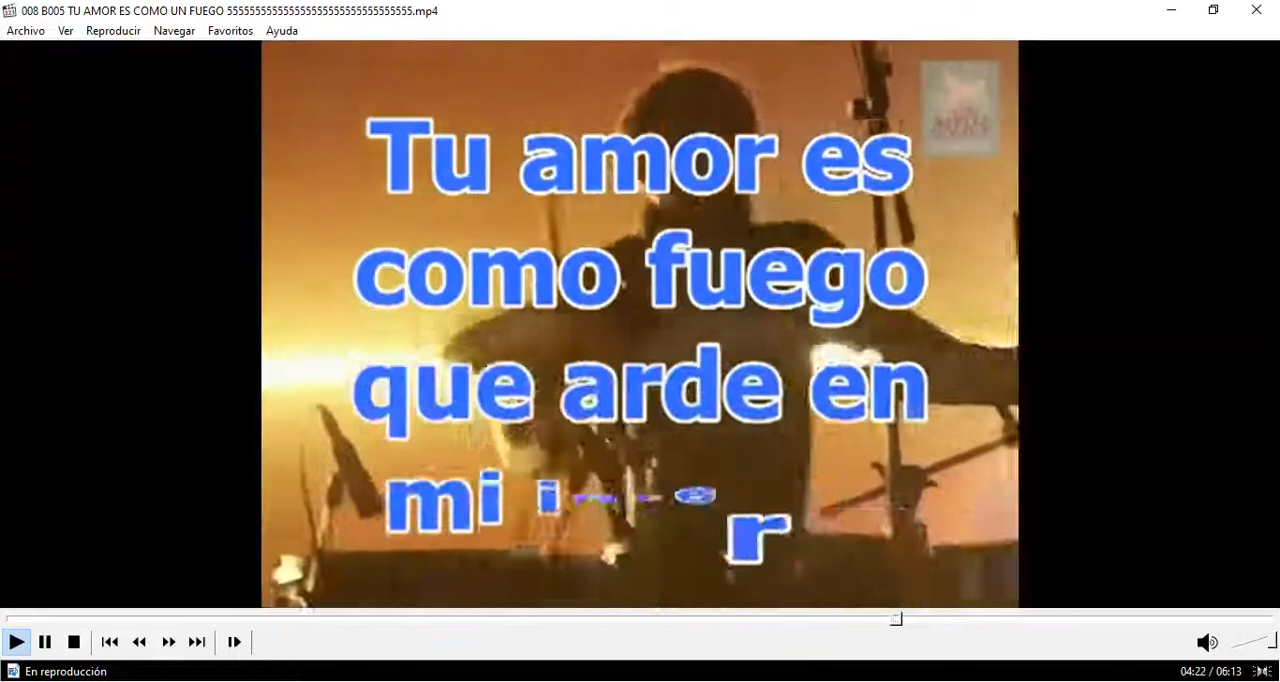 008 B005 TU AMOR ES COMO UN FUEGO 5555555555555555555555555555555555.mp4
Archivo Ver Reproducir Navegar Favoritos Ayuda
Tu amor es
como fuego
que arde en
mi
En reproducción
04:22 / 06:13